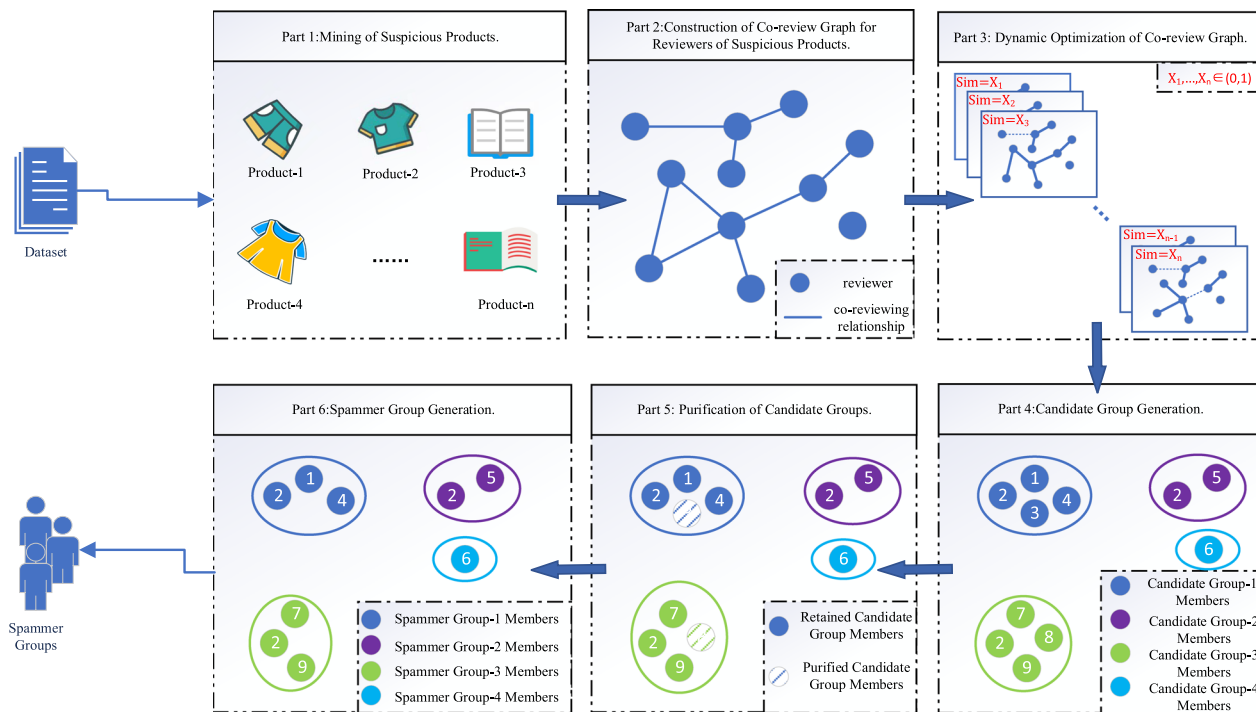 Part 1:Mining of Suspicious Products.
Product-1
Product-2
Product-3
Product-4
......
Product-n
Dataset
Part 2:Construction of Co-review Graph for
Reviewers of Suspicious Products.
reviewer
co-reviewing
relationship
Part 3: Dynamic Optimization of Co-review Graph.
X1,...,Xn∈(0,1)
Sim=X1
Sim=X2
Sim=X3
Sim=Xn-1
Sim=Xn
Part 4:Candidate Group Generation.
1
2
4
3
5
2
6
7
2
8
9
Candidate Group-1
Members
Candidate Group-2
Members
Candidate Group-3
Members
Candidate Group-4
Members
Part 5: Purification of Candidate Groups.
1
2
4
5
2
6
7
2
9
Retained Candidate
Group Members
Purified Candidate
Group Members
Part 6:Spammer Group Generation.
1
2
4
5
2
6
7
2
9
Spammer Group-1 Members
Spammer Group-2 Members
Spammer Group-3 Members
Spammer Group-4 Members
Spammer
Groups